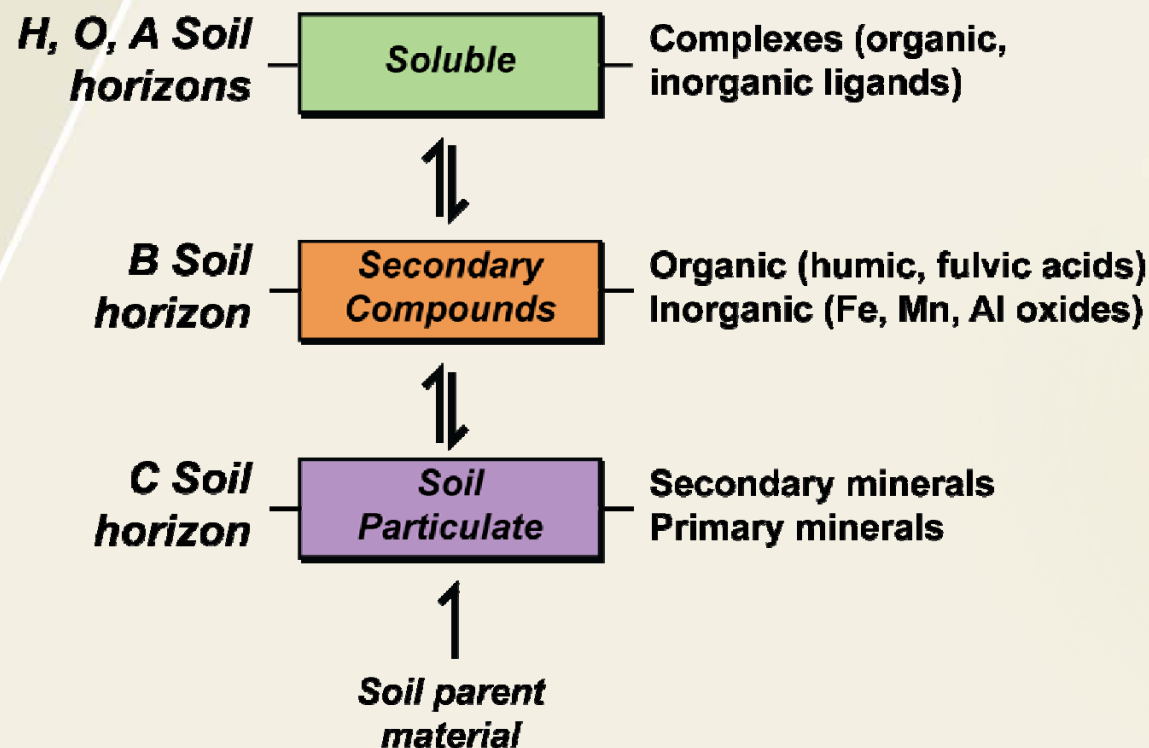 H, O, A Soil
horizons
Soluble
Complexes (organic,
inorganic ligands)
B Soil
horizon
Secondary
Compounds
Organic (humic, fulvic acids)
Inorganic (Fe, Mn, Al oxides)
C Soil
horizon
Soil
Particulate
Secondary minerals
Primary minerals
Soil parent
material